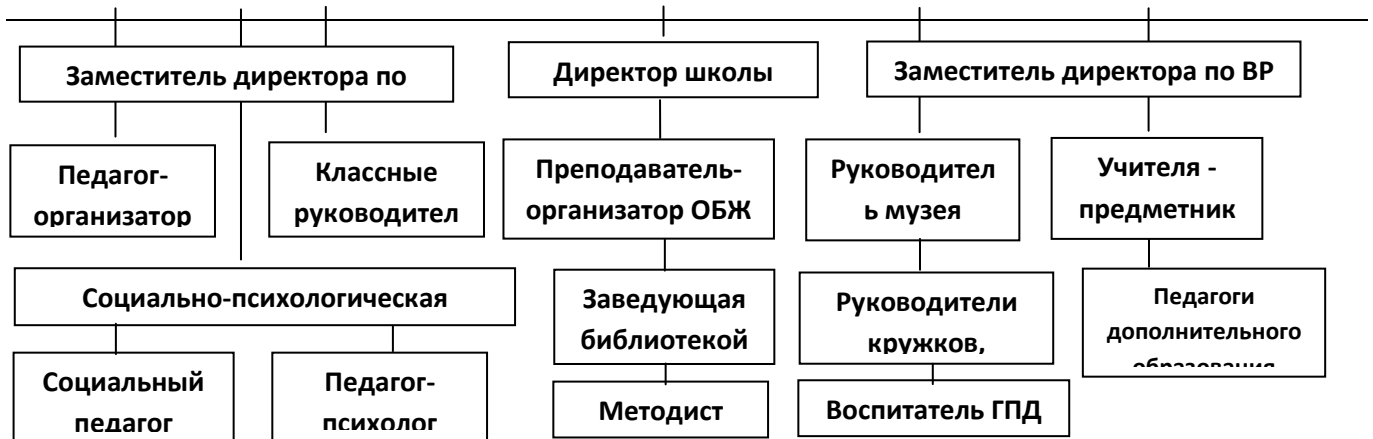 Заместитель директора по
Директор школы
Заместитель директора по ВР
Педагог-
организатор
Классные
руководител
Преподаватель-
организатор ОБЖ
Руководител
ь музея
Учителя -
предметник
Социально-психологическая
Заведующая
библиотекой
Руководители
кружков,
Педагоги
дополнительного
образования
Социальный
педагог
Педагог-
психолог
Методист
Воспитатель ГПД